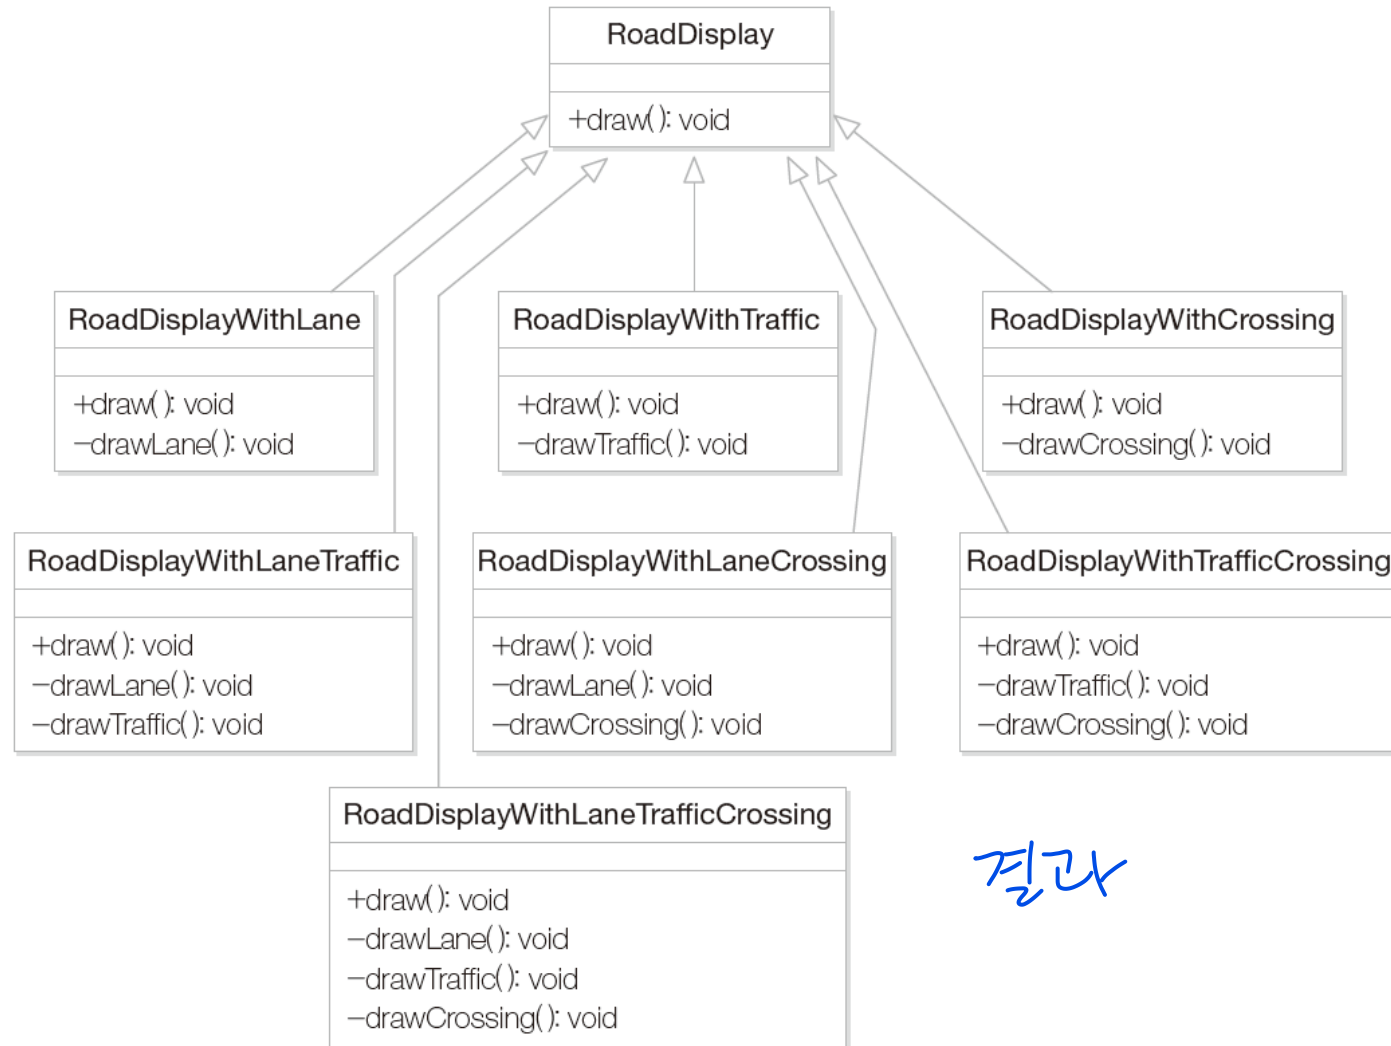 RoadDisplay
+draw(): void
RoadDisplayWithLane
+draw(): void
–drawLane(): void
RoadDisplayWithTraffic
+draw(): void
–drawTraffic(): void
RoadDisplayWithCrossing
+draw(): void
–drawCrossing(): void
RoadDisplayWithLaneTraffic
+draw(): void
–drawLane(): void
–drawTraffic(): void
RoadDisplayWithLaneCrossing
+draw(): void
–drawLane(): void
–drawCrossing(): void
RoadDisplayWithTrafficCrossing
+draw(): void
–drawTraffic(): void
–drawCrossing(): void
RoadDisplayWithLaneTrafficCrossing
+draw(): void
–drawLane(): void
–drawTraffic(): void
–drawCrossing(): void
결과